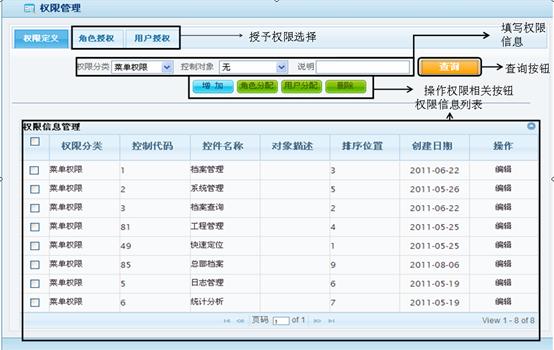 权限管理
权限定义 角色授权 用户授权 授予权限选择
填写权限
信息
权限分类 菜单权限 控制对象 无 说明 查询 查询按钮
增加 角色分配 用户分配 删除 操作权限相关按钮
权限信息列表
权限信息管理
权限分类 控制代码 控件名称 对象描述 排序位置 创建日期 操作
菜单权限 1 档案管理 3 2011-06-22 编辑
菜单权限 2 系统管理 5 2011-05-26 编辑
菜单权限 3 档案查询 2 2011-06-22 编辑
菜单权限 81 工程管理 4 2011-05-25 编辑
菜单权限 49 快速定位 1 2011-05-25 编辑
菜单权限 85 总部档案 9 2011-08-06 编辑
菜单权限 5 日志管理 6 2011-05-19 编辑
菜单权限 6 统计分析 7 2011-05-19 编辑
页码 1 of 1 View 1 - 8 of 8